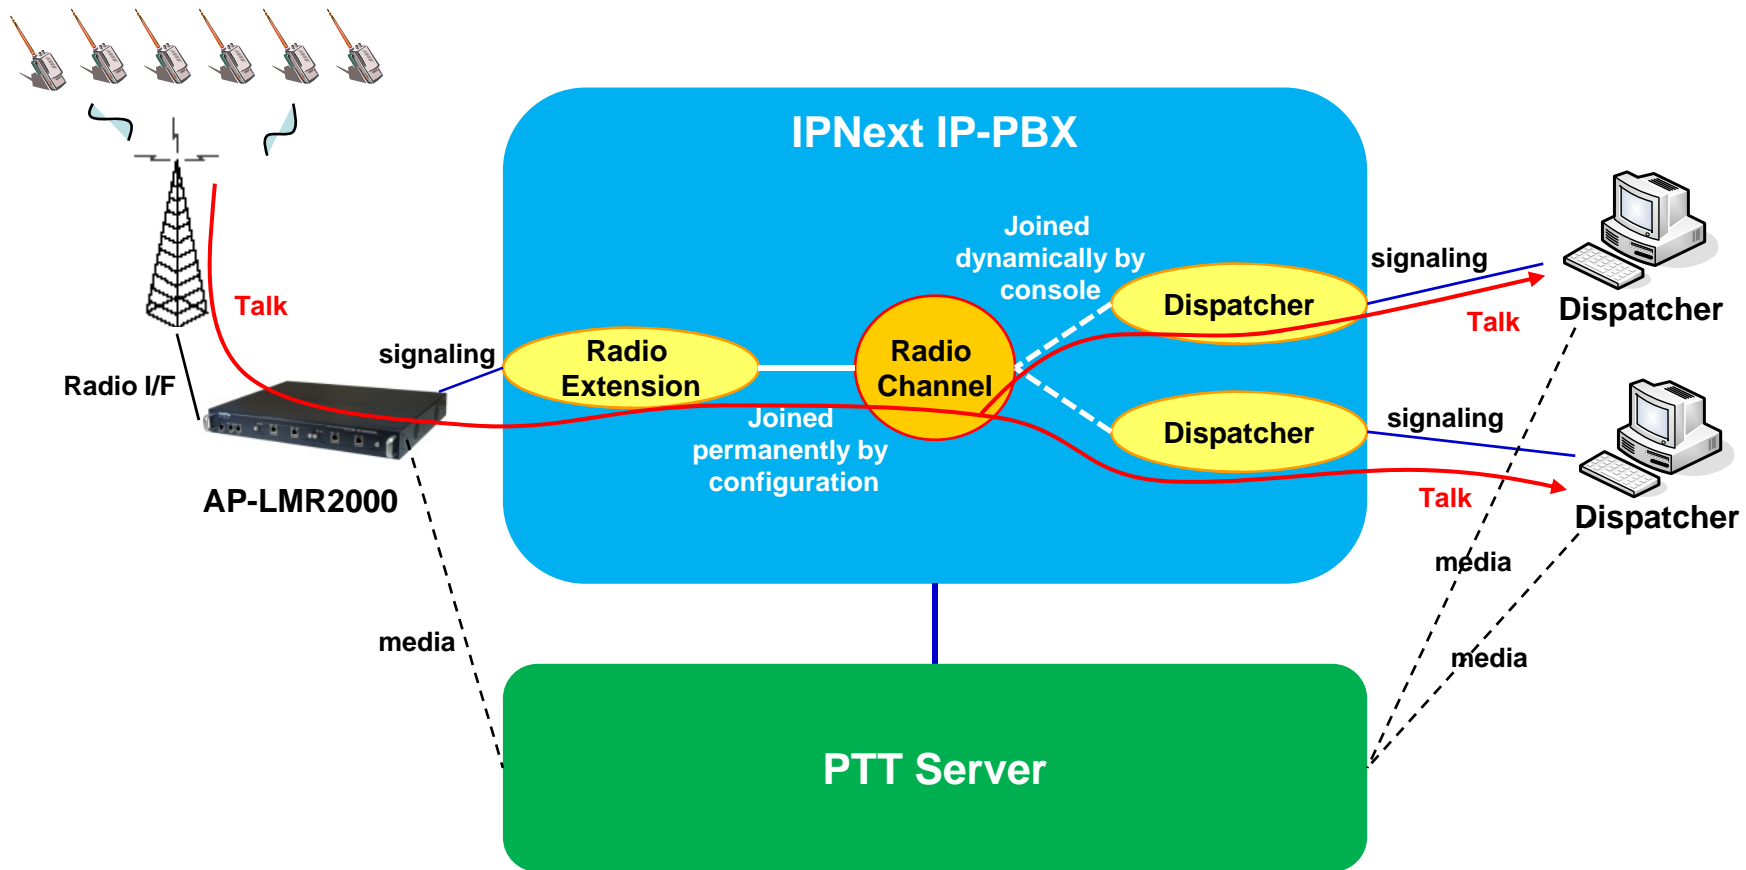 IPNext IP-PBX
Joined
dynamically by
console
signaling
Dispatcher
Dispatcher
Talk
Talk
signaling
Radio
Extension
Radio
Channel
Radio I/F
Joined
permanently by
configuration
Dispatcher
signaling
Talk
Dispatcher
AP-LMR2000
media
media
media
PTT Server